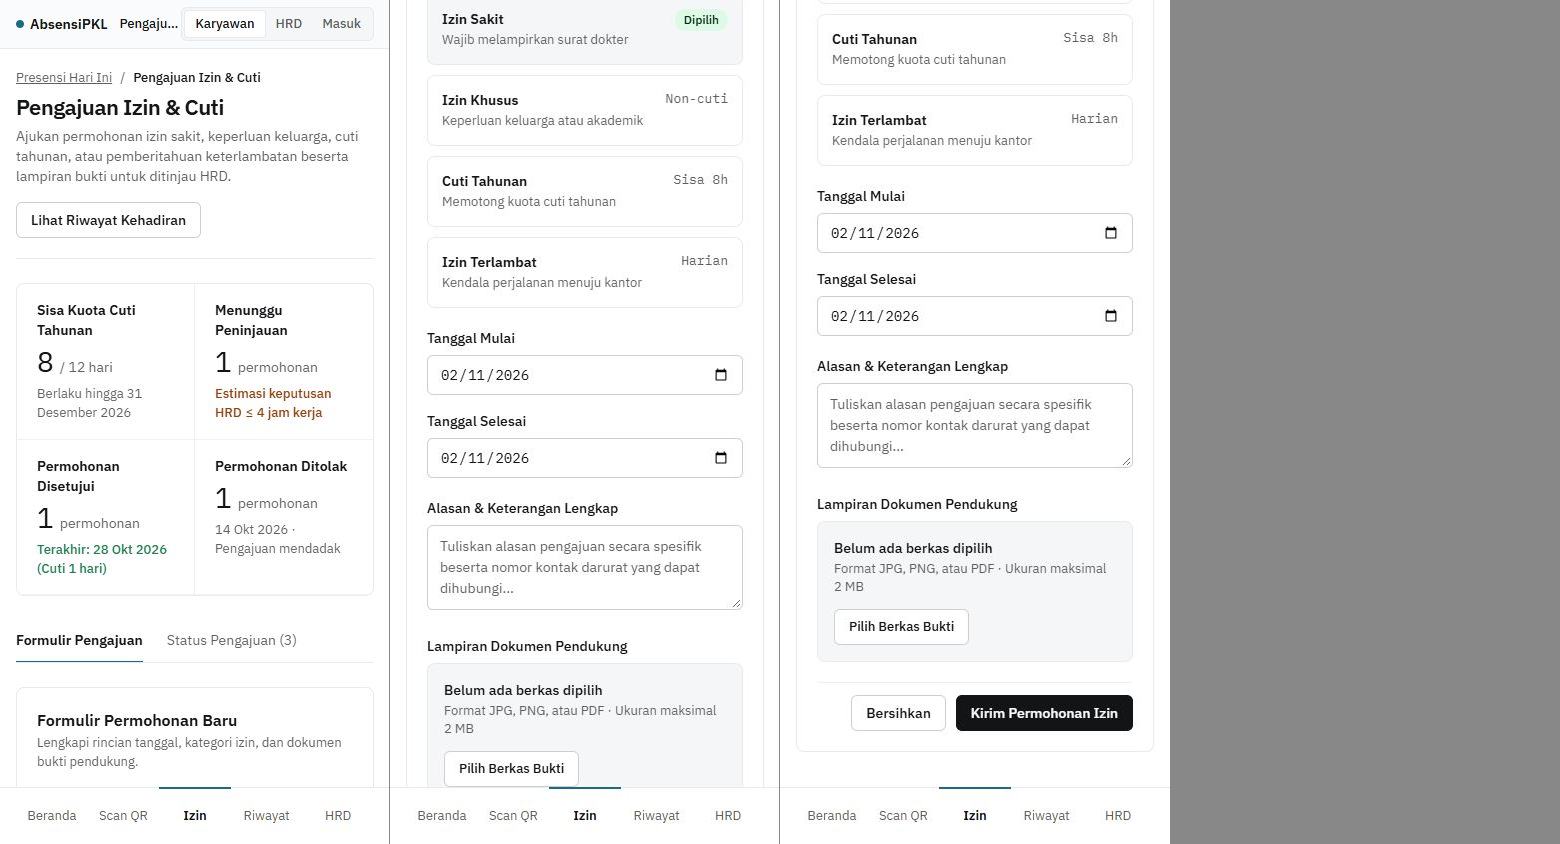 AbsensiPKL Pengaju... Karyawan HRD Masuk
Presensi Hari Ini / Pengajuan Izin & Cuti
Pengajuan Izin & Cuti
Ajukan permohonan izin sakit, keperluan keluarga, cuti
tahunan, atau pemberitahuan keterlambatan beserta
lampiran bukti untuk ditinjau HRD.
Lihat Riwayat Kehadiran
Sisa Kuota Cuti
Tahunan
8 / 12 hari
Berlaku hingga 31
Desember 2026
Menunggu
Peninjauan
1 permohonan
Estimasi keputusan
HRD ≤ 4 jam kerja
Permohonan
Disetujui
1 permohonan
Terakhir: 28 Okt 2026
(Cuti 1 hari)
Permohonan Ditolak
1 permohonan
14 Okt 2026 ·
Pengajuan mendadak
Formulir Pengajuan Status Pengajuan (3)
Formulir Permohonan Baru
Lengkapi rincian tanggal, kategori izin, dan dokumen
bukti pendukung.
Beranda Scan QR Izin Riwayat HRD
Izin Sakit Dipilih
Wajib melampirkan surat dokter
Izin Khusus Non-cuti
Keperluan keluarga atau akademik
Cuti Tahunan Sisa 8h
Memotong kuota cuti tahunan
Izin Terlambat Harian
Kendala perjalanan menuju kantor
Tanggal Mulai
02/11/2026
Tanggal Selesai
02/11/2026
Alasan & Keterangan Lengkap
Tuliskan alasan pengajuan secara spesifik
beserta nomor kontak darurat yang dapat
dihubungi...
Lampiran Dokumen Pendukung
Belum ada berkas dipilih
Format JPG, PNG, atau PDF · Ukuran maksimal
2 MB
Pilih Berkas Bukti
Beranda Scan QR Izin Riwayat HRD
Cuti Tahunan Sisa 8h
Memotong kuota cuti tahunan
Izin Terlambat Harian
Kendala perjalanan menuju kantor
Tanggal Mulai
02/11/2026
Tanggal Selesai
02/11/2026
Alasan & Keterangan Lengkap
Tuliskan alasan pengajuan secara spesifik
beserta nomor kontak darurat yang dapat
dihubungi...
Lampiran Dokumen Pendukung
Belum ada berkas dipilih
Format JPG, PNG, atau PDF · Ukuran maksimal
2 MB
Pilih Berkas Bukti
Bersihkan Kirim Permohonan Izin
Beranda Scan QR Izin Riwayat HRD